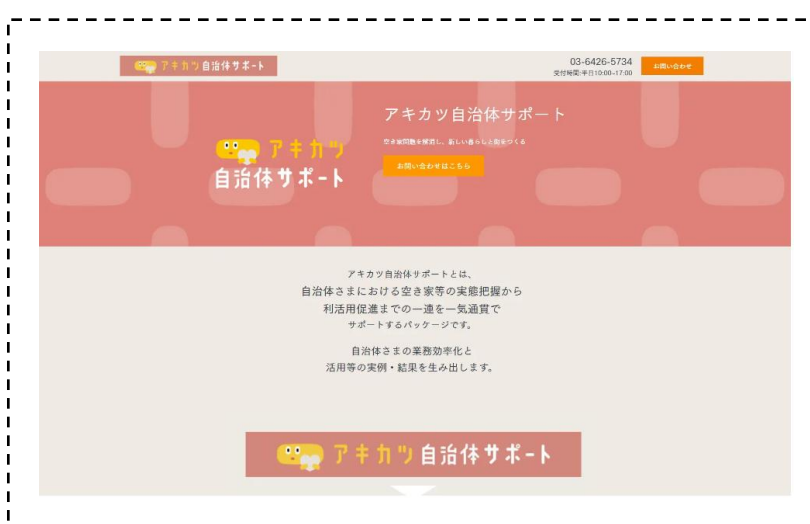 アキカツ自治体サポート
03-6426-5734
受付時間:平日10:00~17:00
お問い合わせ
アキカツ
自治体サポート
アキカツ自治体サポート
空き家問題を解消し、新しい暮らしと街をつくる
お問い合わせはこちら
アキカツ自治体サポートとは、
自治体さまにおける空き家等の実態把握から
利活用促進までの一連を一気通貫で
サポートするパッケージです。
自治体さまの業務効率化と
活用等の実例・結果を生み出します。
アキカツ自治体サポート